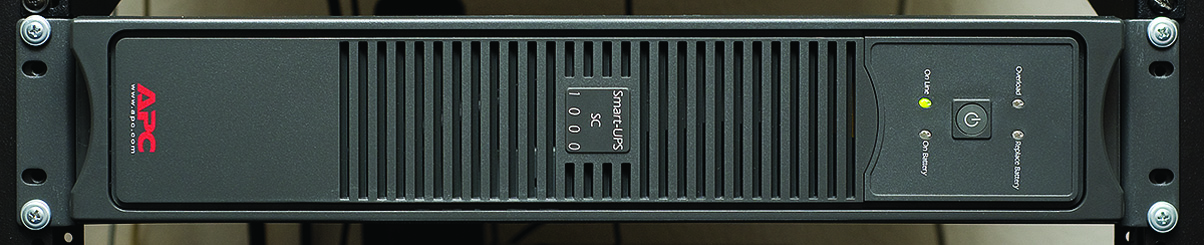 APC
www.apc.com
Smart-UPS
SC
1000
On Line
On Battery
Overload
Replace Battery